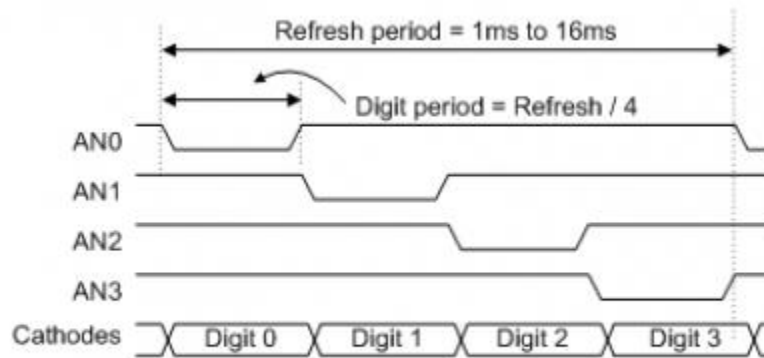 Refresh period = 1ms to 16ms
Digit period = Refresh / 4
AN0
AN1
AN2
AN3
Cathodes Digit 0 Digit 1 Digit 2 Digit 3